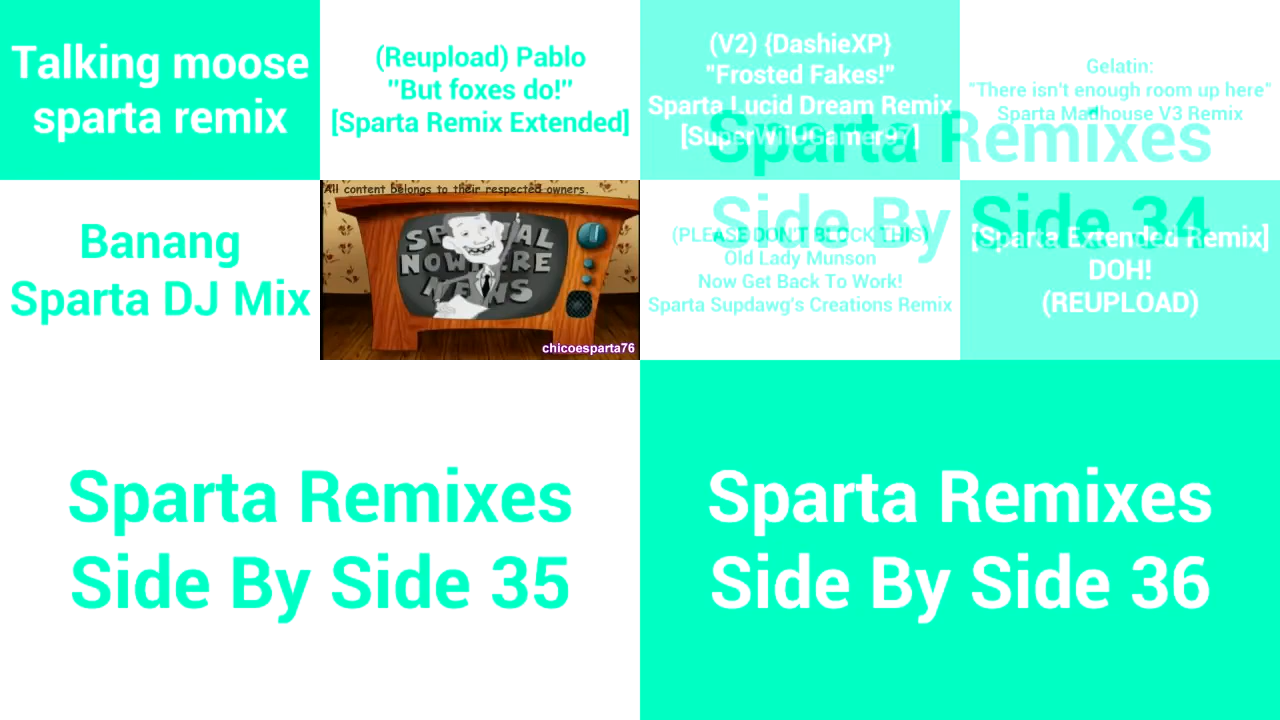 Talking moose
sparta remix
(Reupload) Pablo
"But foxes do!"
[Sparta Remix Extended]
(V2) {DashieXP}
"Frosted Fakes!"
Sparta Lucid Dream Remix
[SuperWiiUGamer97]
Gelatin:
"There isn't enough room up here"
Sparta Madhouse V3 Remix
Sparta Remixes
Side By Side 34
Banang
Sparta DJ Mix
All content belongs to their respected owners.
SPECIAL
NOWHERE
NEWS
chicoesparta76
(PLEASE DON'T BLOCK THIS)
Old Lady Munson
Now Get Back To Work!
Sparta Supdawg's Creations Remix
[Sparta Extended Remix]
DOH!
(REUPLOAD)
Sparta Remixes
Side By Side 35
Sparta Remixes
Side By Side 36